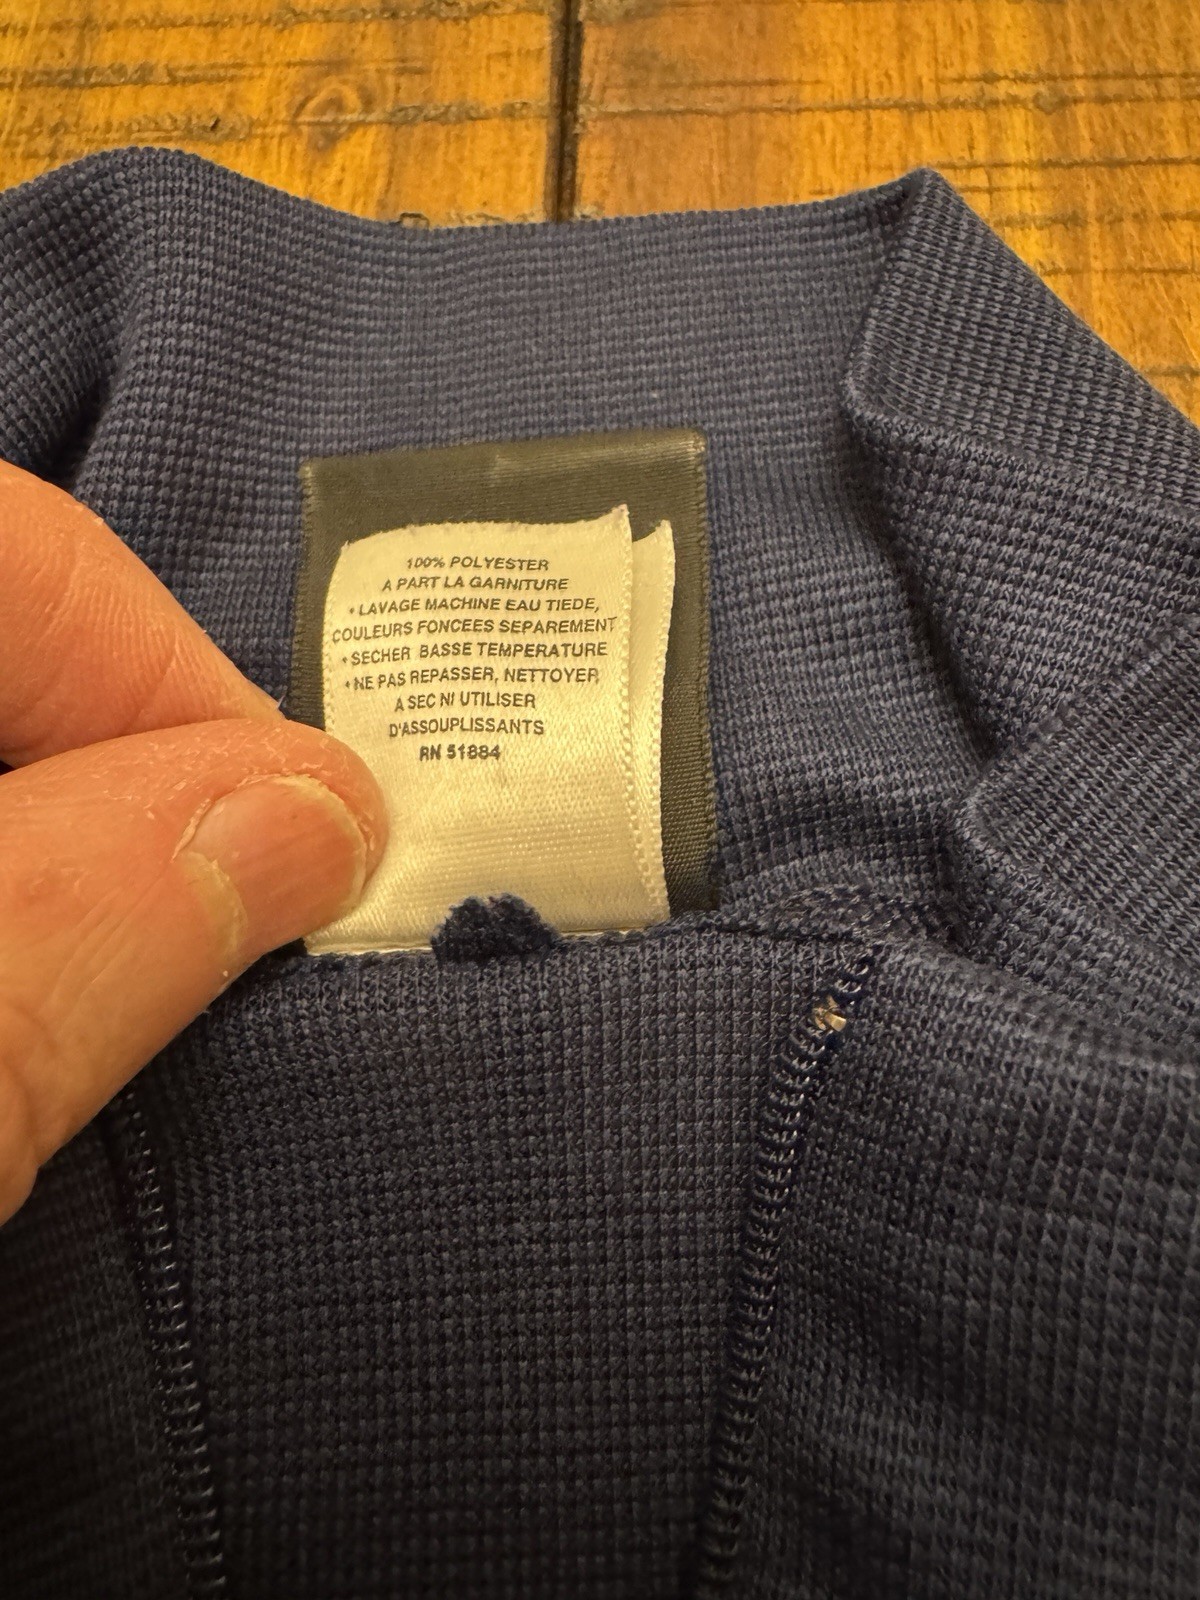 100% POLYESTER
A PART LA GARNITURE
• LAVAGE MACHINE EAU TIEDE,
COULEURS FONCEES SEPAREMENT
• SECHER BASSE TEMPERATURE
• NE PAS REPASSER, NETTOYER
A SEC NI UTILISER
D'ASSOUPLISSANTS
RN 51884